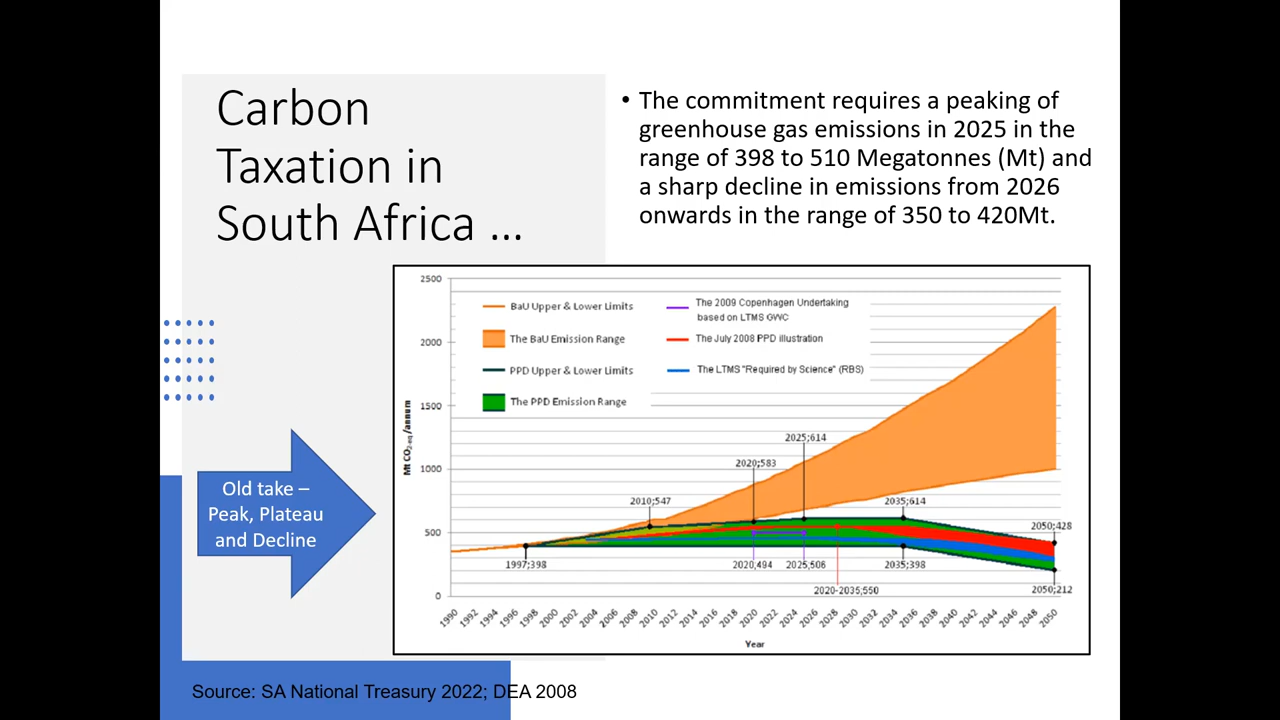 Carbon
Taxation in
South Africa ...
• The commitment requires a peaking of
greenhouse gas emissions in 2025 in the
range of 398 to 510 Megatonnes (Mt) and
a sharp decline in emissions from 2026
onwards in the range of 350 to 420Mt.
Old take –
Peak, Plateau
and Decline
2500
2000
1500
1000
500
0
Mt CO2-eq/annum
BaU Upper & Lower Limits
The BaU Emission Range
PPD Upper & Lower Limits
The PPD Emission Range
The 2009 Copenhagen Undertaking
based on LTMS GWC
The July 2008 PPD illustration
The LTMS "Required by Science" (RBS)
2025;614
2020;583
2010;547
2035;614
2050;428
1997;398
2020;494
2025;506
2035;398
2020-2035;550
2050;212
1990
1992
1994
1996
1998
2000
2002
2004
2006
2008
2010
2012
2014
2016
2018
2020
2022
2024
2026
2028
2030
2032
2034
2036
2038
2040
2042
2044
2046
2048
2050
Year
Source: SA National Treasury 2022; DEA 2008